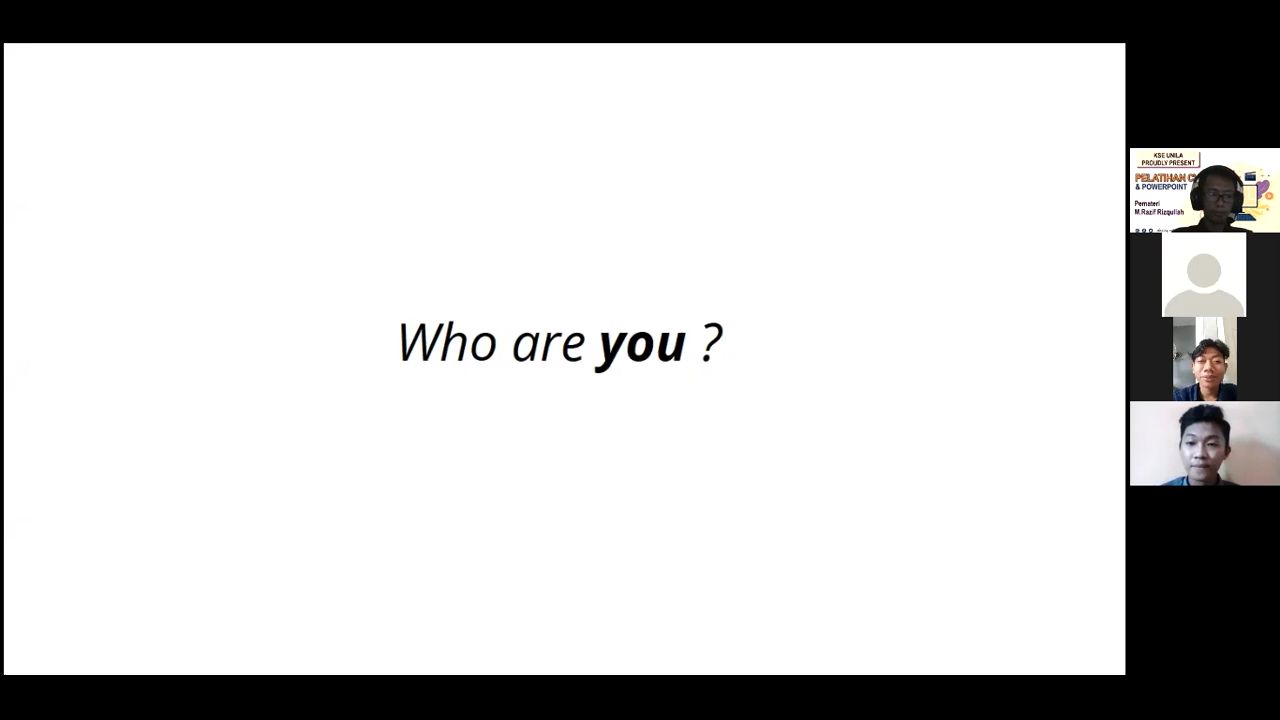 Who are you ?
KSE UNILA
PROUDLY PRESENT
PELATIHAN
& POWERPOINT
Pemateri
M.Razif Rizqullah